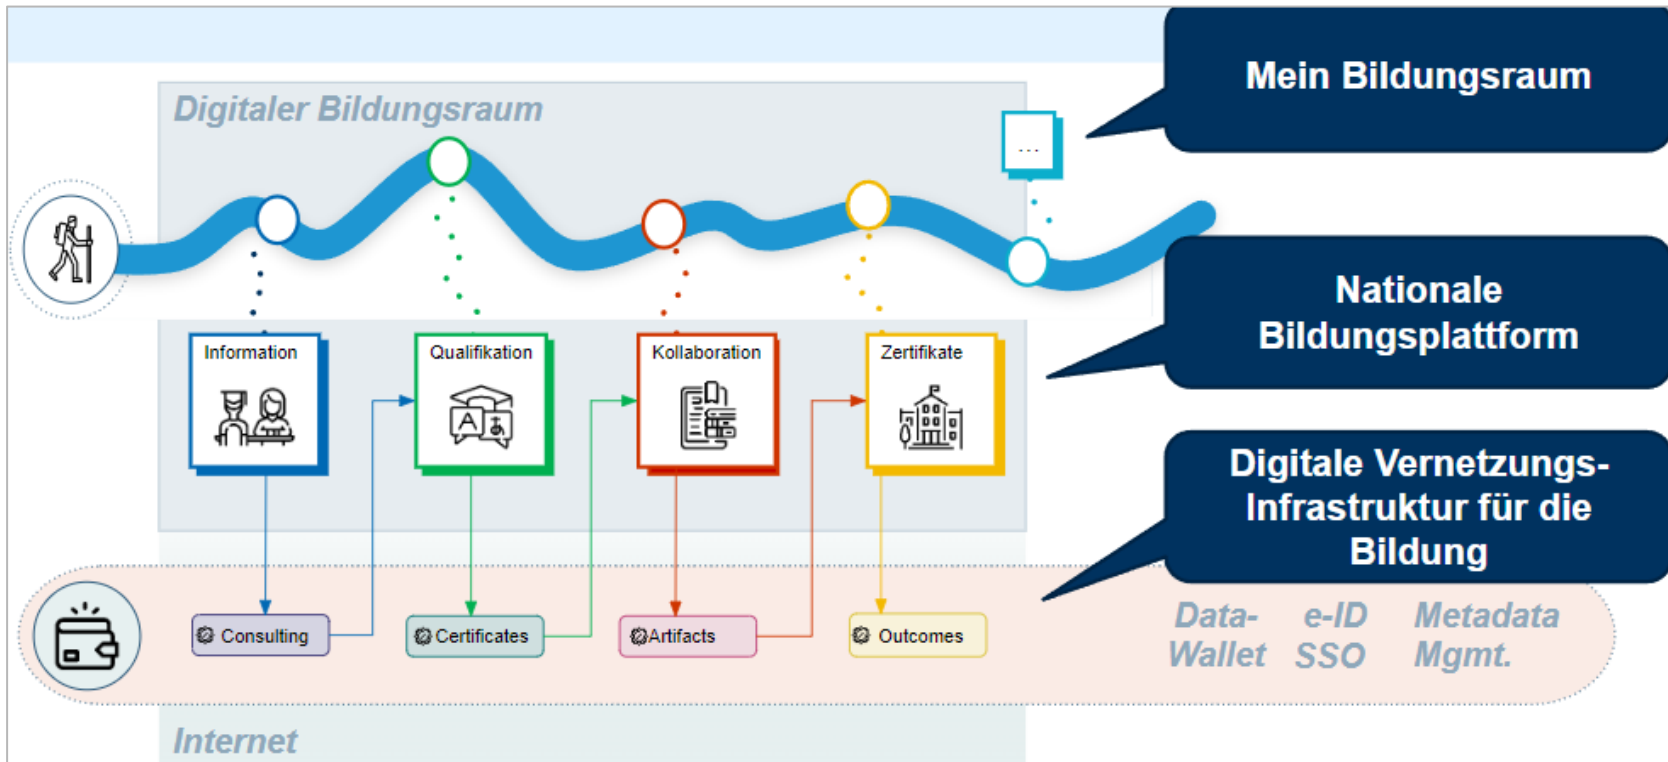 Mein Bildungsraum
Digitaler Bildungsraum
...
Nationale
Bildungsplattform
Information
Qualifikation
Kollaboration
Zertifikate
A
Digitale Vernetzungs-
Infrastruktur für die
Bildung
Consulting
Certificates
Artifacts
Outcomes
Data-
Wallet
e-ID
SSO
Metadata
Mgmt.
Internet